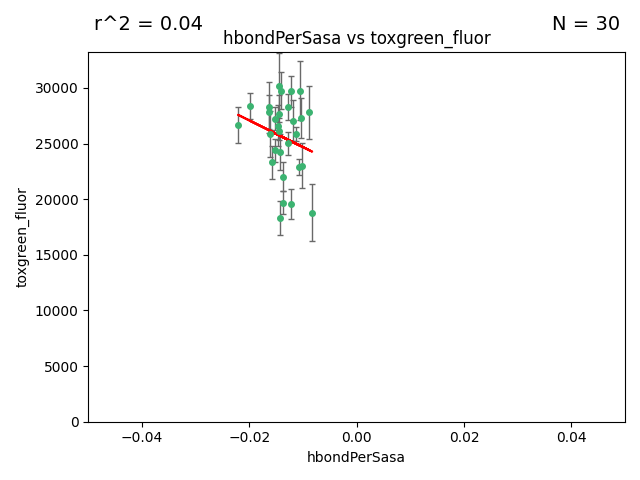 r^2 = 0.04
N = 30
hbondPerSasa vs toxgreen_fluor
30000
25000
20000
15000
10000
5000
0
toxgreen_fluor
−0.04
−0.02
0.00
0.02
0.04
hbondPerSasa